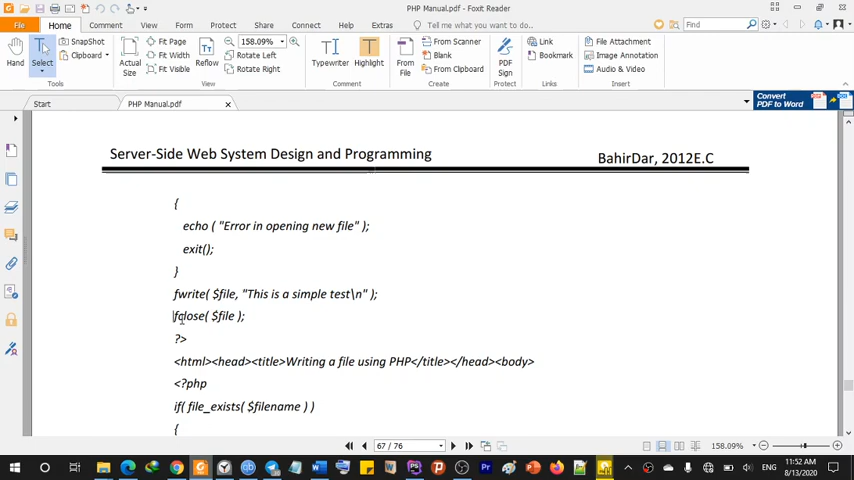 PHP Manual.pdf - Foxit Reader
File Home Comment View Form Protect Share Connect Help Extras Tell me what you want to do... Find
Hand
Select
SnapShot
Clipboard
Tools
Actual Size
Fit Page
Fit Width
Fit Visible
Reflow
158.09%
Rotate Left
Rotate Right
View
Typewriter
Highlight
Comment
From File
From Scanner
Blank
From Clipboard
Create
PDF Sign
Protect
Link
Bookmark
Links
File Attachment
Image Annotation
Audio & Video
Insert
Start PHP Manual.pdf
Convert
PDF to Word
Server-Side Web System Design and Programming BahirDar, 2012E.C
{
echo ( "Error in opening new file" );
exit();
}
fwrite( $file, "This is a simple test\n" );
fclose( $file );
?>
<html><head><title>Writing a file using PHP</title></head><body>
<?php
if( file_exists( $filename ) )
{
67 / 76 158.09%
ENG 11:52 AM
8/13/2020